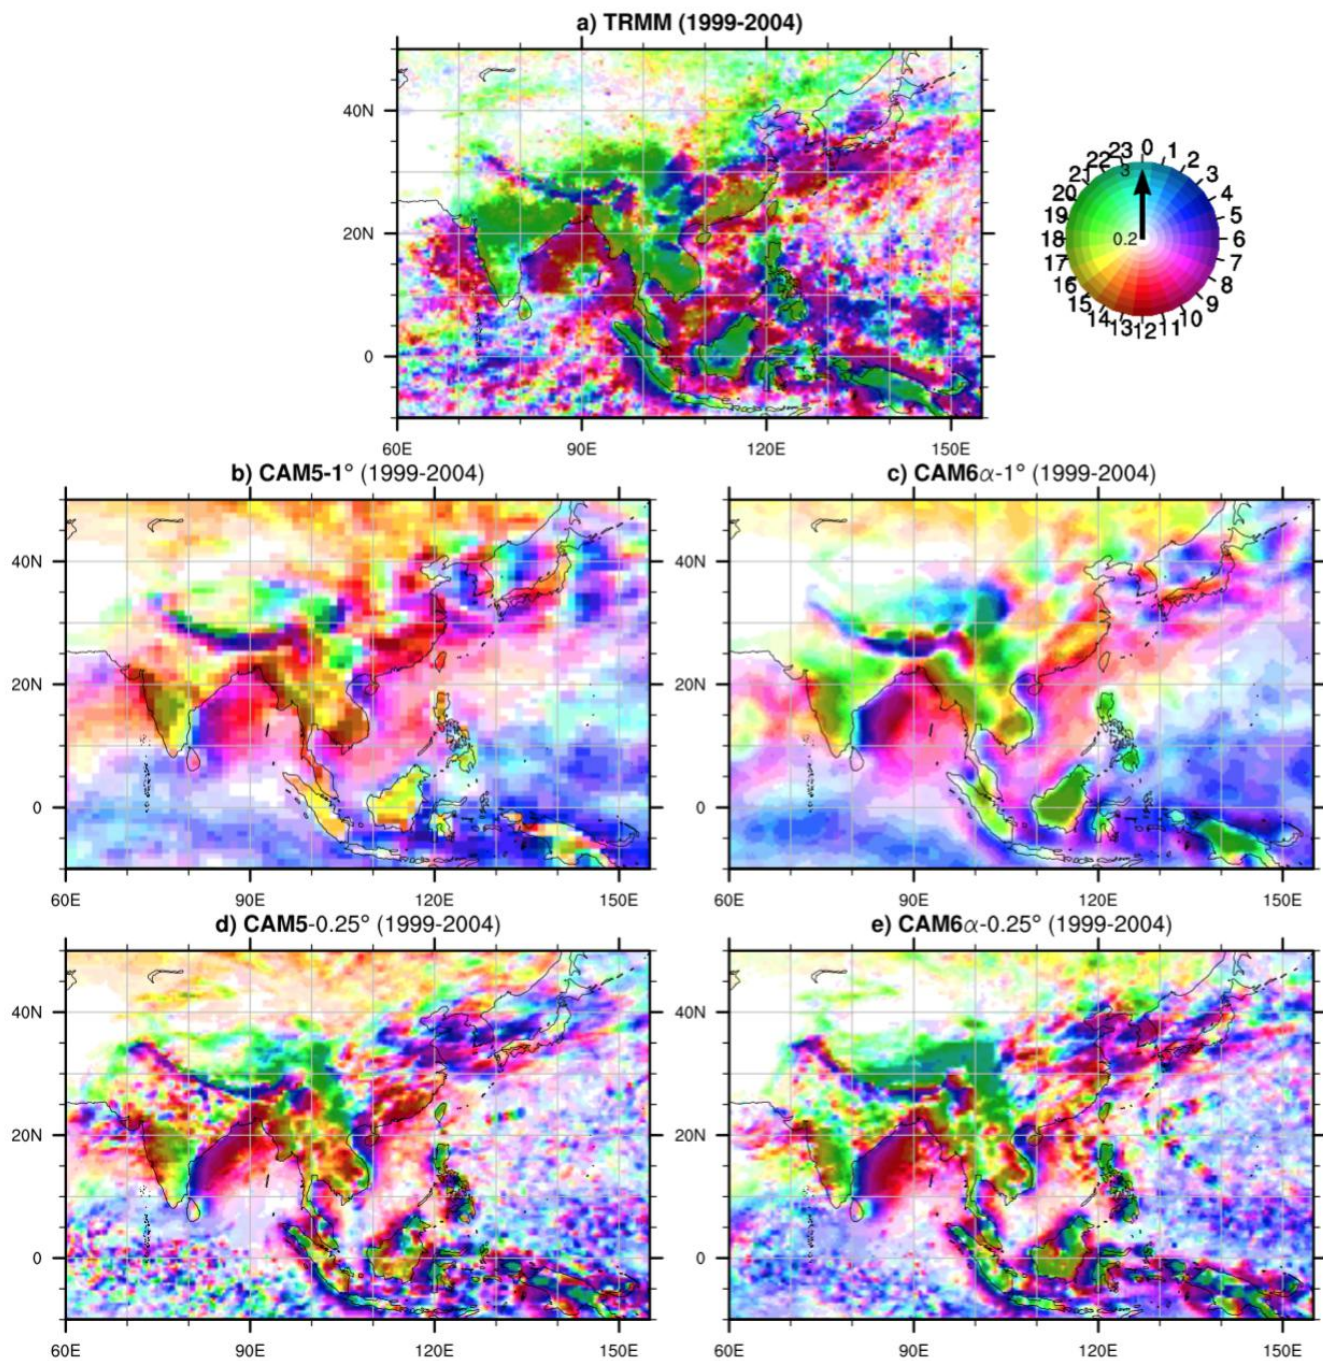 a) TRMM (1999-2004)
40N
20N
0
60E 90E 120E 150E
0 1 2 3 4 5 6 7 8 9 10 11 12 13 14 15 16 17 18 19 20 21 22 23
3
0.2
b) CAM5-1° (1999-2004)
40N
20N
0
60E 90E 120E 150E
c) CAM6α-1° (1999-2004)
40N
20N
0
60E 90E 120E 150E
d) CAM5-0.25° (1999-2004)
40N
20N
0
60E 90E 120E 150E
e) CAM6α-0.25° (1999-2004)
40N
20N
0
60E 90E 120E 150E